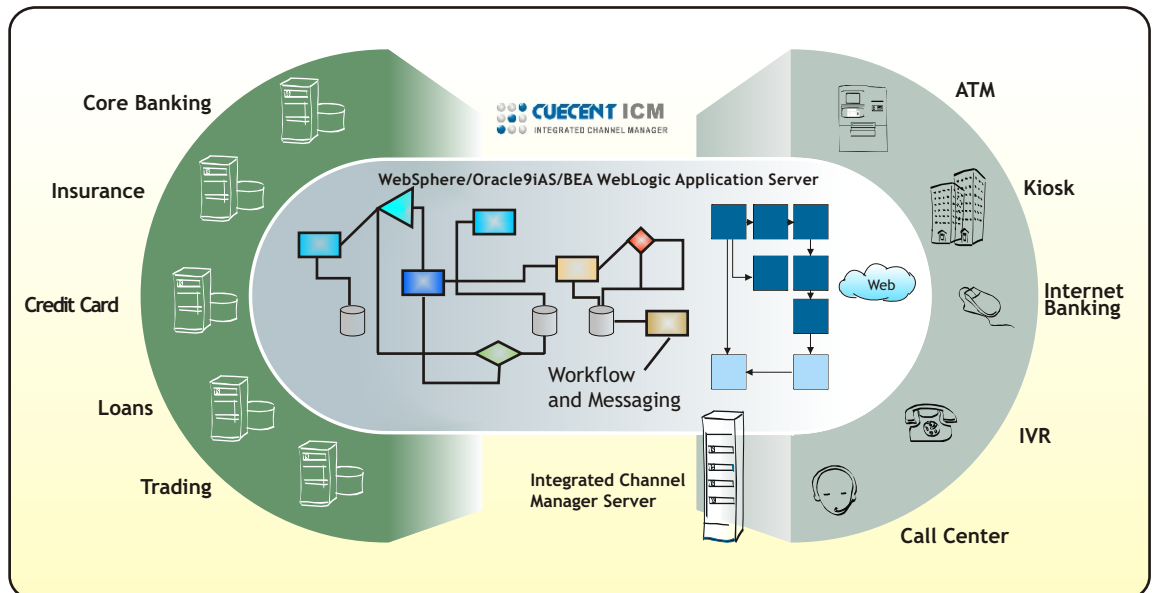 CUECENT ICM
INTEGRATED CHANNEL MANAGER
Core Banking
Insurance
Credit Card
Loans
Trading
WebSphere/Oracle9iAS/BEA WebLogic Application Server
Web
Workflow
and Messaging
Integrated Channel
Manager Server
ATM
Kiosk
Internet
Banking
IVR
Call Center